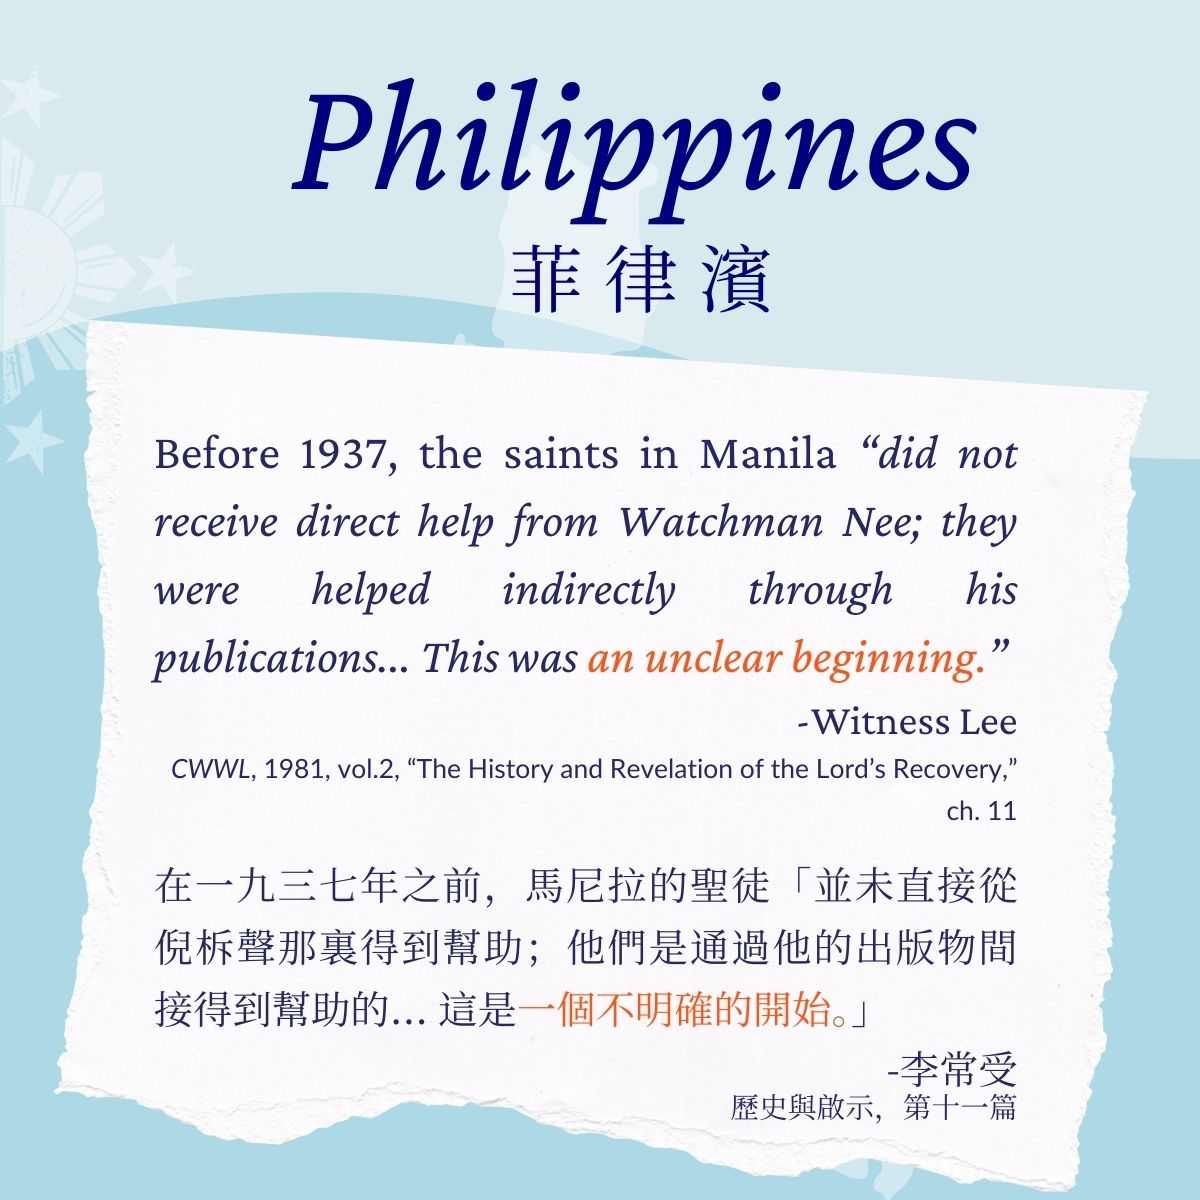 Philippines
菲律濱
Before 1937, the saints in Manila “did not
receive direct help from Watchman Nee; they
were helped indirectly through his
publications... This was an unclear beginning.”
-Witness Lee
CWWL, 1981, vol.2, “The History and Revelation of the Lord’s Recovery,”
ch. 11
在一九三七年之前，馬尼拉的聖徒「並未直接從
倪柝聲那裏得到幫助；他們是通過他的出版物間
接得到幫助的... 這是一個不明確的開始。」
-李常受
歷史與啟示，第十一篇